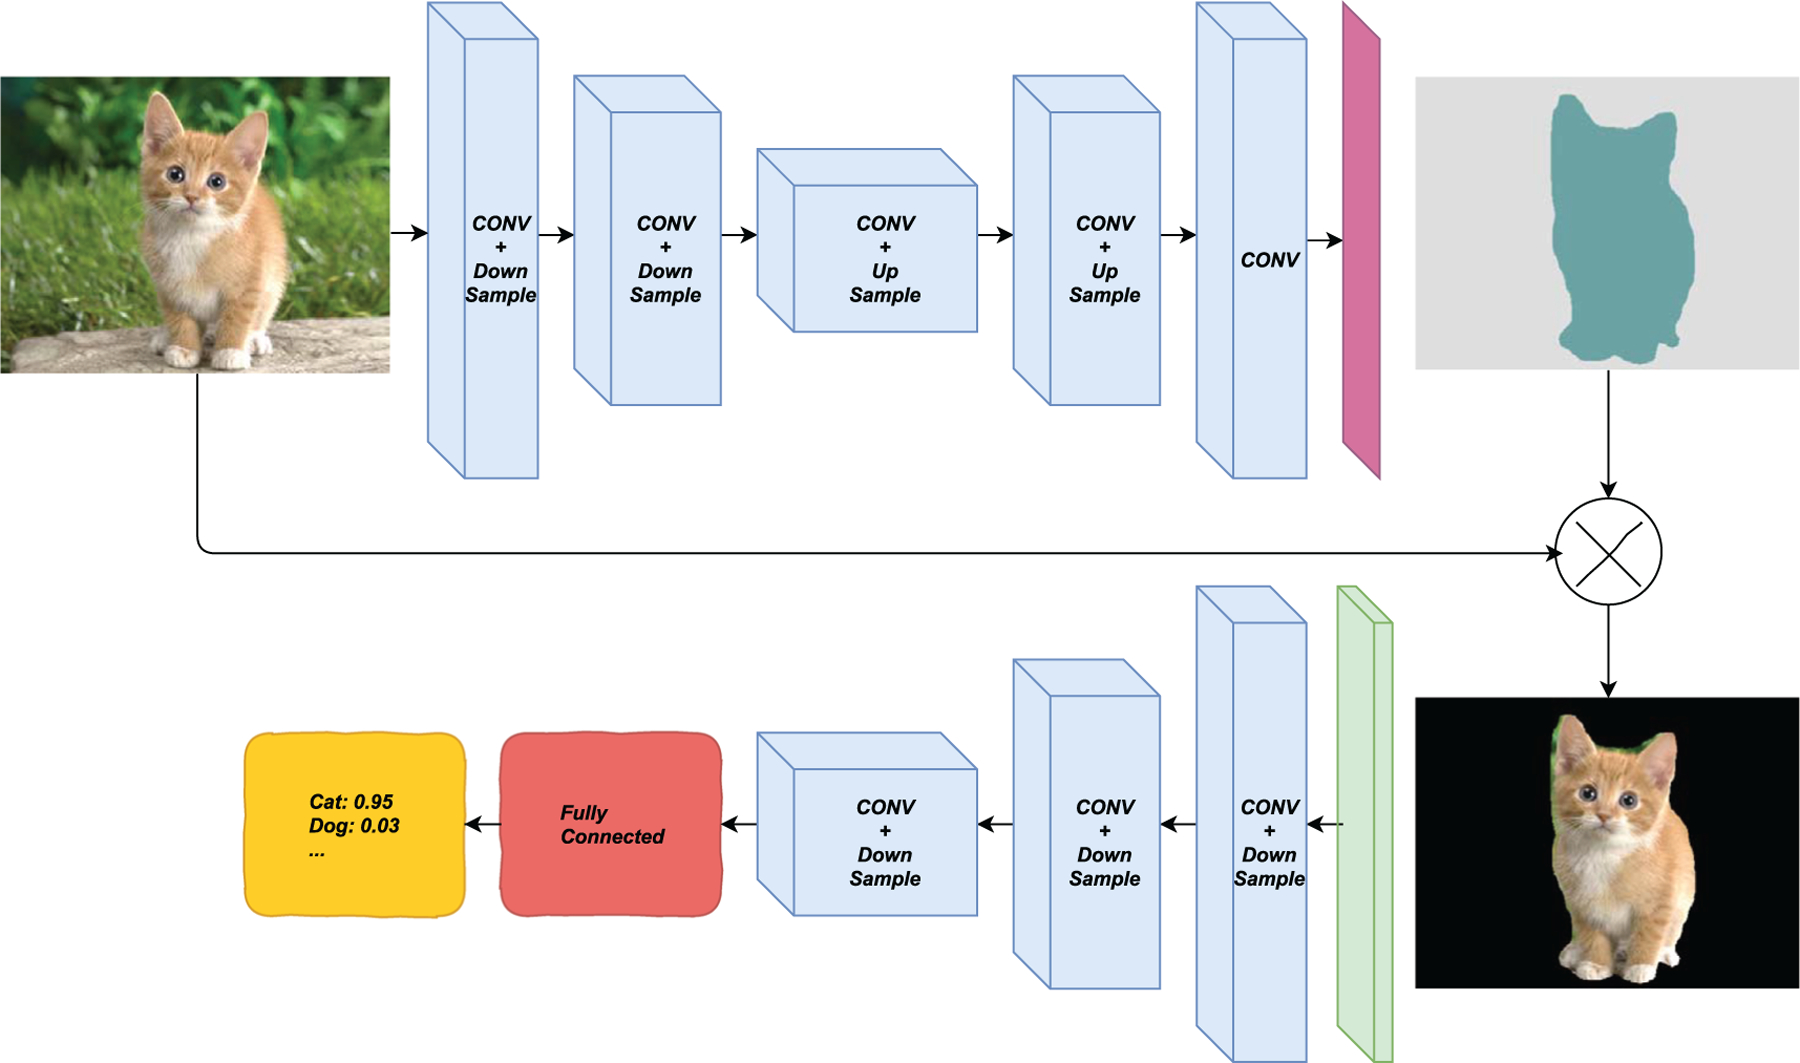 CONV
+
Down
Sample
CONV
+
Down
Sample
CONV
+
Up
Sample
CONV
+
Up
Sample
CONV
Cat: 0.95
Dog: 0.03
...
Fully
Connected
CONV
+
Down
Sample
CONV
+
Down
Sample
CONV
+
Down
Sample